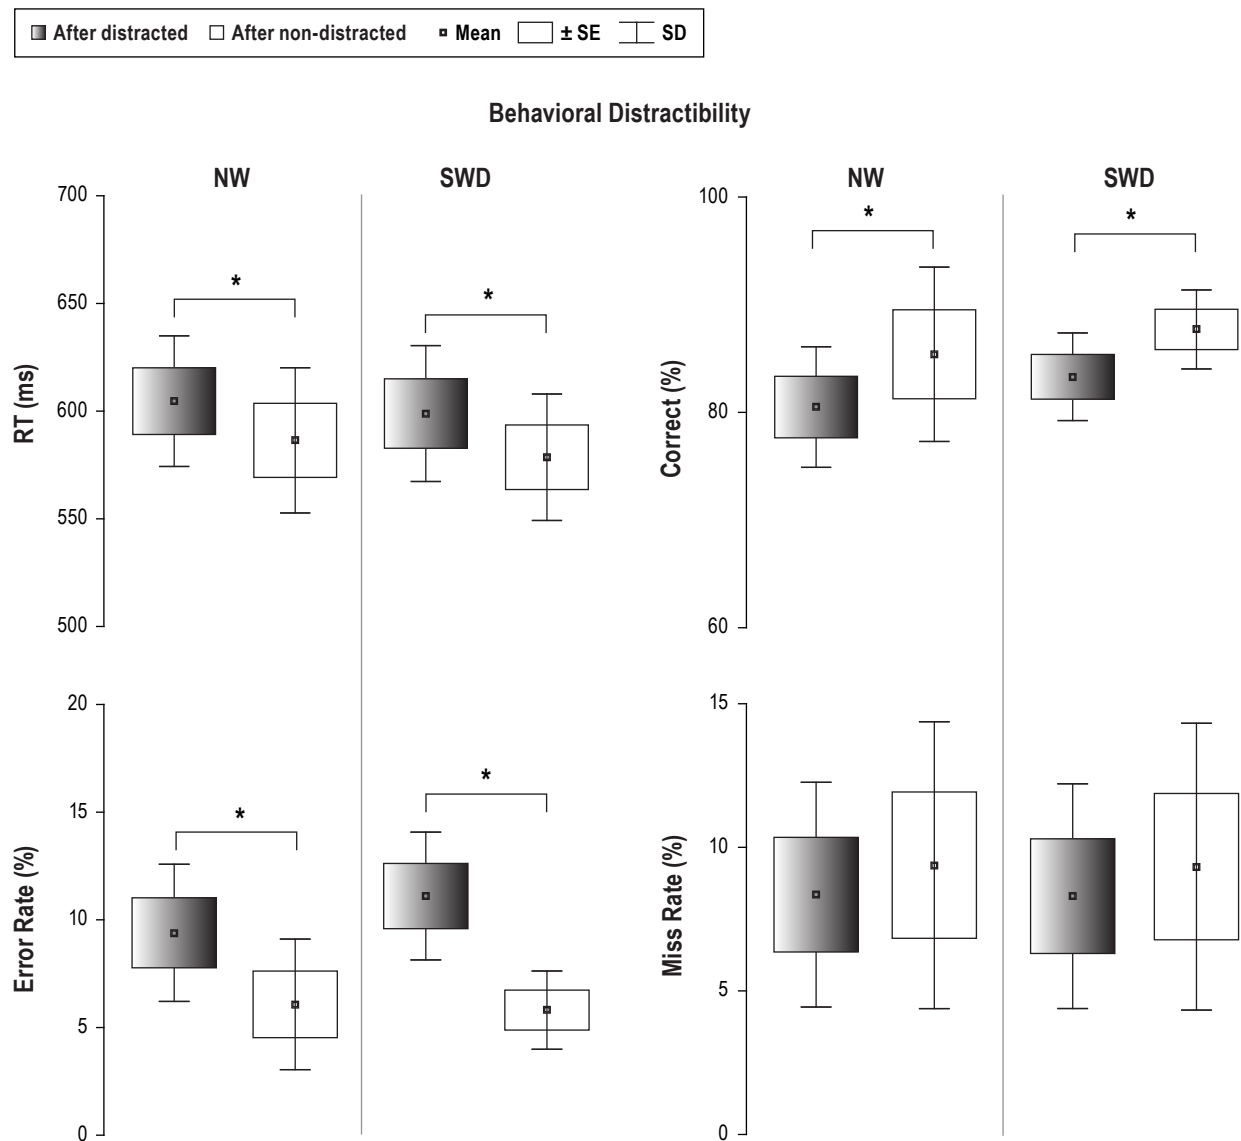 After distracted After non-distracted Mean ± SE SD
Behavioral Distractibility
NW SWD
700
650
600
550
500
RT (ms)
*
*
NW SWD
100
80
60
Correct (%)
*
*
20
15
10
5
0
Error Rate (%)
*
*
15
10
5
0
Miss Rate (%)